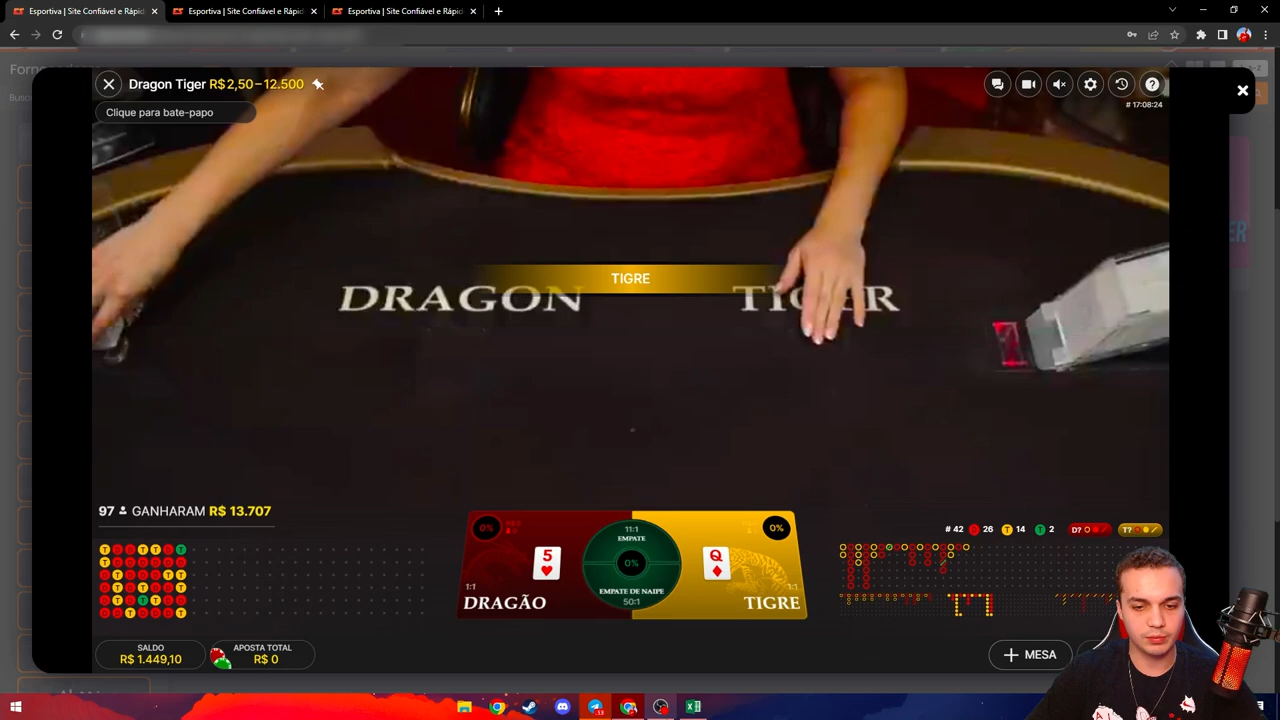 Esportiva | Site Confiável e Rápid
Esportiva | Site Confiável e Rápid
Esportiva | Site Confiável e Rápid
Dragon Tiger R$ 2,50 – 12.500
Clique para bate-papo
# 17:08:24
TIGRE
DRAGON
TIGER
97 GANHARAM R$ 13.707
# 42 D 26 T 14 T 2
D?
T?
0%
11:1
EMPATE
0%
0%
5
Q
EMPATE DE NAIPE
50:1
1:1
DRAGÃO
1:1
TIGRE
SALDO
R$ 1.449,10
APOSTA TOTAL
R$ 0
+ MESA